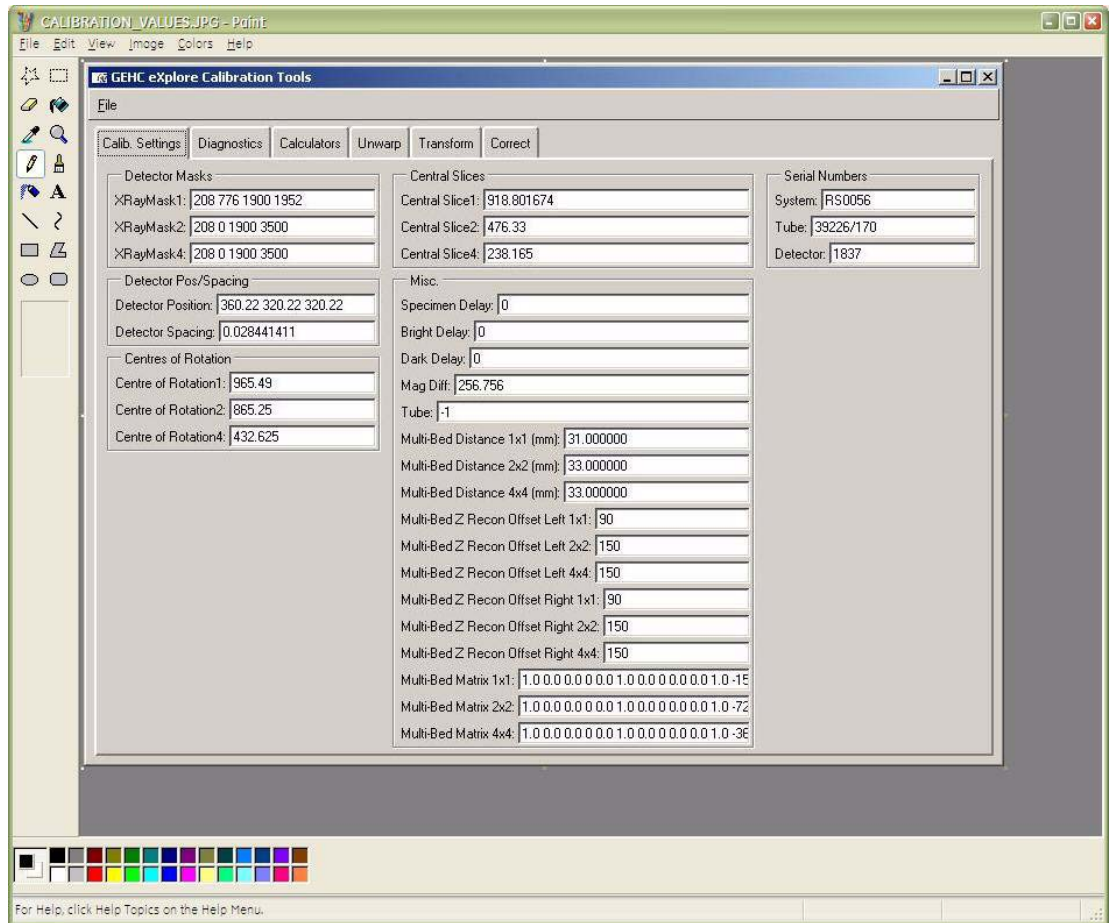 CALIBRATION_VALUES.JPG - Paint
File Edit View Image Colors Help
GEHC eXplore Calibration Tools
File
Calib. Settings Diagnostics Calculators Unwarp Transform Correct
Detector Masks
XRayMask1: 208 776 1900 1952
XRayMask2: 208 0 1900 3500
XRayMask4: 208 0 1900 3500
Detector Pos/Spacing
Detector Position: 360.22 320.22 320.22
Detector Spacing: 0.028441411
Centres of Rotation
Centre of Rotation1: 965.49
Centre of Rotation2: 865.25
Centre of Rotation4: 432.625
Central Slices
Central Slice1: 918.801674
Central Slice2: 476.33
Central Slice4: 238.165
Misc.
Specimen Delay: 0
Bright Delay: 0
Dark Delay: 0
Mag Diff: 256.756
Tube: -1
Multi-Bed Distance 1x1 (mm): 31.000000
Multi-Bed Distance 2x2 (mm): 33.000000
Multi-Bed Distance 4x4 (mm): 33.000000
Multi-Bed Z Recon Offset Left 1x1: 90
Multi-Bed Z Recon Offset Left 2x2: 150
Multi-Bed Z Recon Offset Left 4x4: 150
Multi-Bed Z Recon Offset Right 1x1: 90
Multi-Bed Z Recon Offset Right 2x2: 150
Multi-Bed Z Recon Offset Right 4x4: 150
Multi-Bed Matrix 1x1: 1.0 0.0 0.0 0 0.0 1.0 0.0 0 0.0 0.0 1.0 -15
Multi-Bed Matrix 2x2: 1.0 0.0 0.0 0 0.0 1.0 0.0 0 0.0 0.0 1.0 -72
Multi-Bed Matrix 4x4: 1.0 0.0 0.0 0 0.0 1.0 0.0 0 0.0 0.0 1.0 -36
Serial Numbers
System: RS0056
Tube: 39226/170
Detector: 1837
For Help, click Help Topics on the Help Menu.